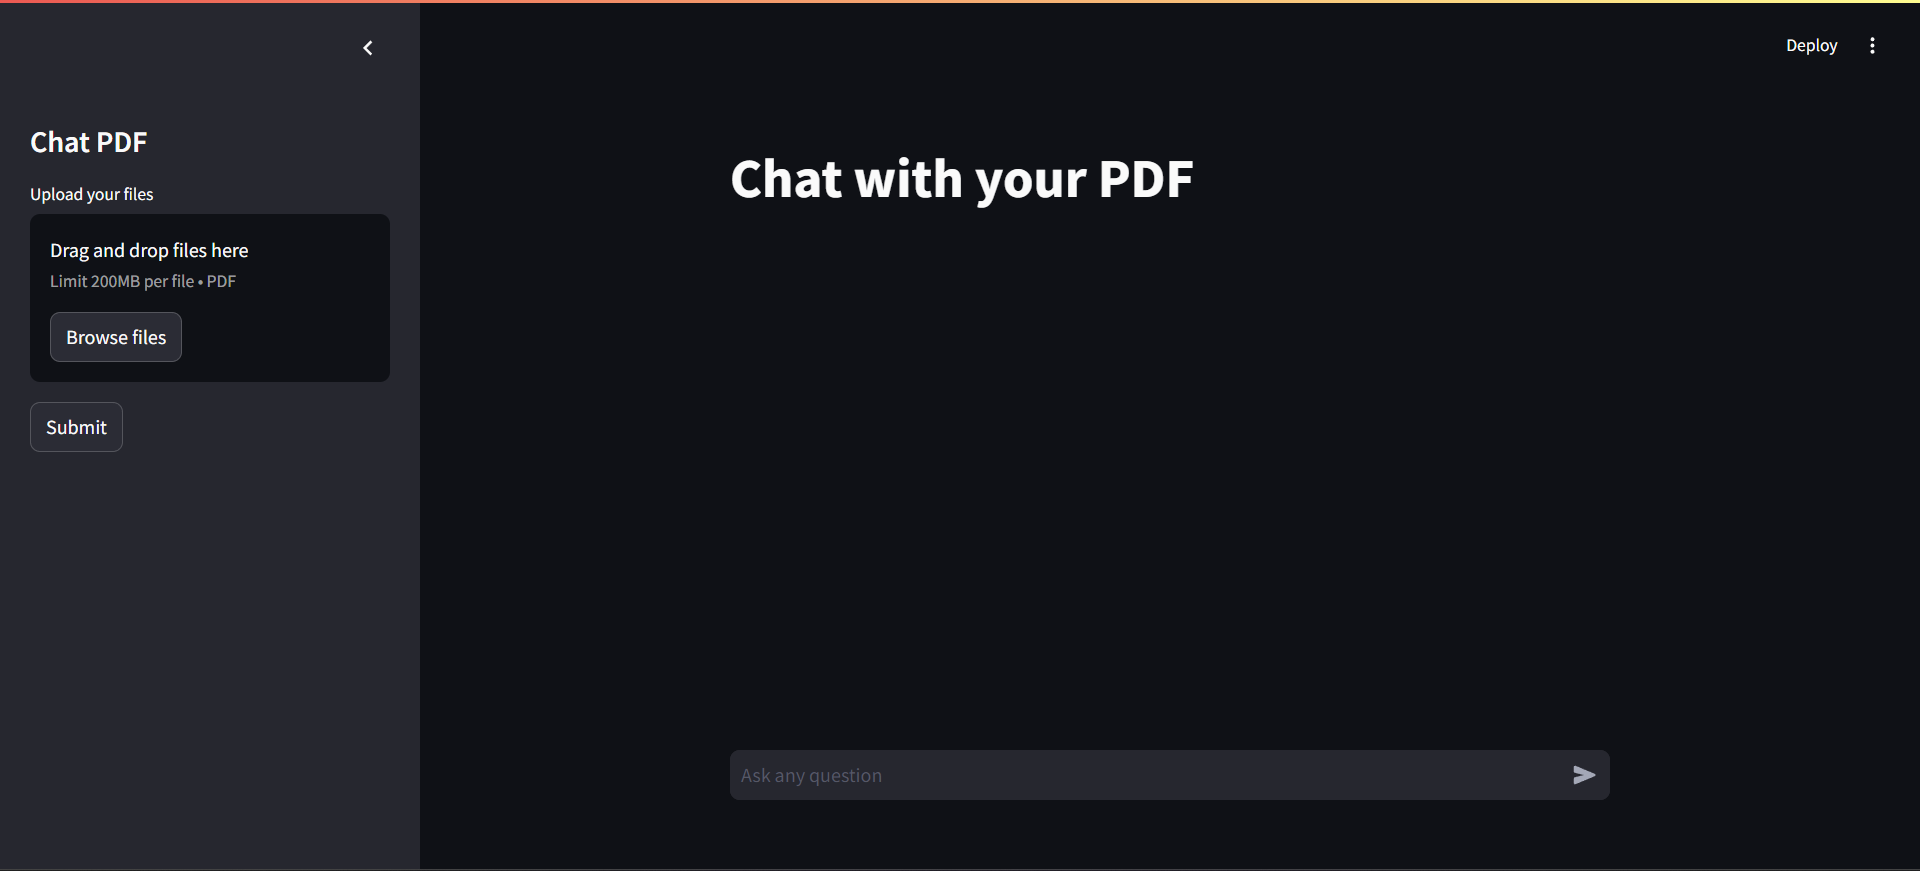 Deploy
Chat PDF
Upload your files
Drag and drop files here
Limit 200MB per file • PDF
Browse files
Submit
Chat with your PDF
Ask any question